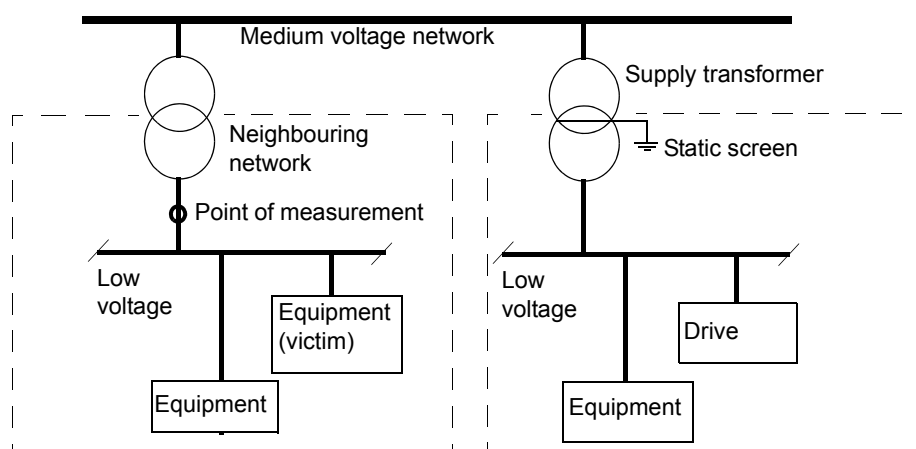 Medium voltage network
Supply transformer
Neighbouring
network
Static screen
Point of measurement
Low
voltage
Equipment
(victim)
Equipment
Low
voltage
Drive
Equipment